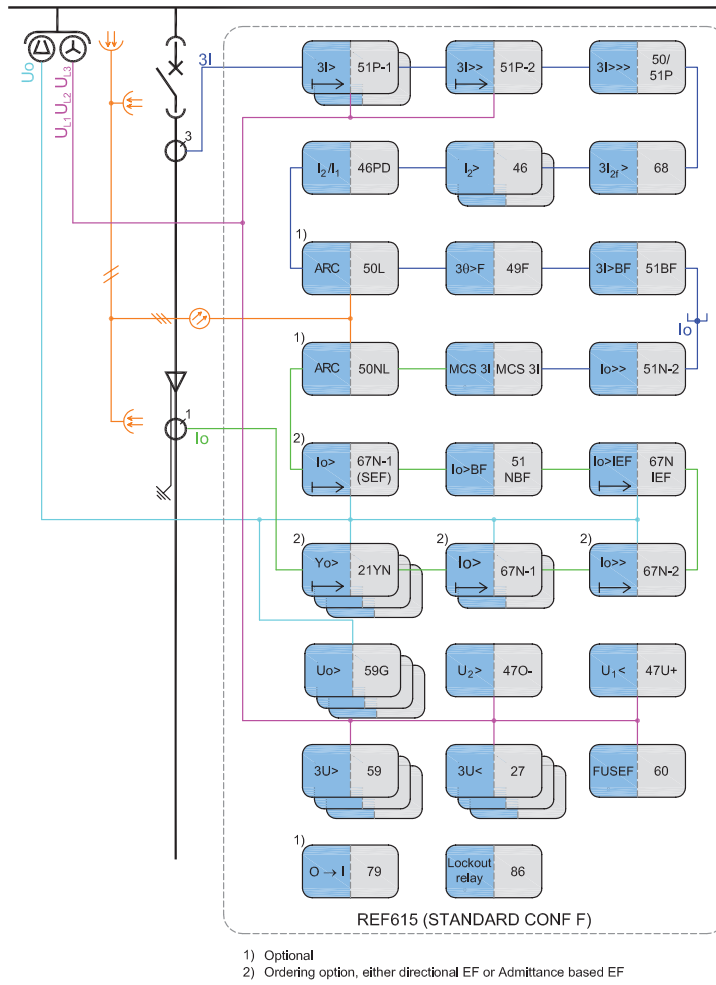 Uo
U_L1 U_L2 U_L3
3I
3
3I> 51P-1
3I>> 51P-2
3I>>> 50/
51P
I₂/I₁ 46PD
I₂> 46
3I₂f> 68
1)
ARC 50L
3θ>F 49F
3I>BF 51BF
Io
1)
ARC 50NL
MCS 3I MCS 3I
Io>> 51N-2
1
Io
2)
Io> 67N-1
(SEF)
Io>BF 51
NBF
Io>IEF 67N
IEF
2)
Yo> 21YN
2)
Io> 67N-1
2)
Io>> 67N-2
Uo> 59G
U₂> 47O-
U₁< 47U+
3U> 59
3U< 27
FUSEF 60
1)
O → I 79
Lockout
relay 86
REF615 (STANDARD CONF F)
1) Optional
2) Ordering option, either directional EF or Admittance based EF